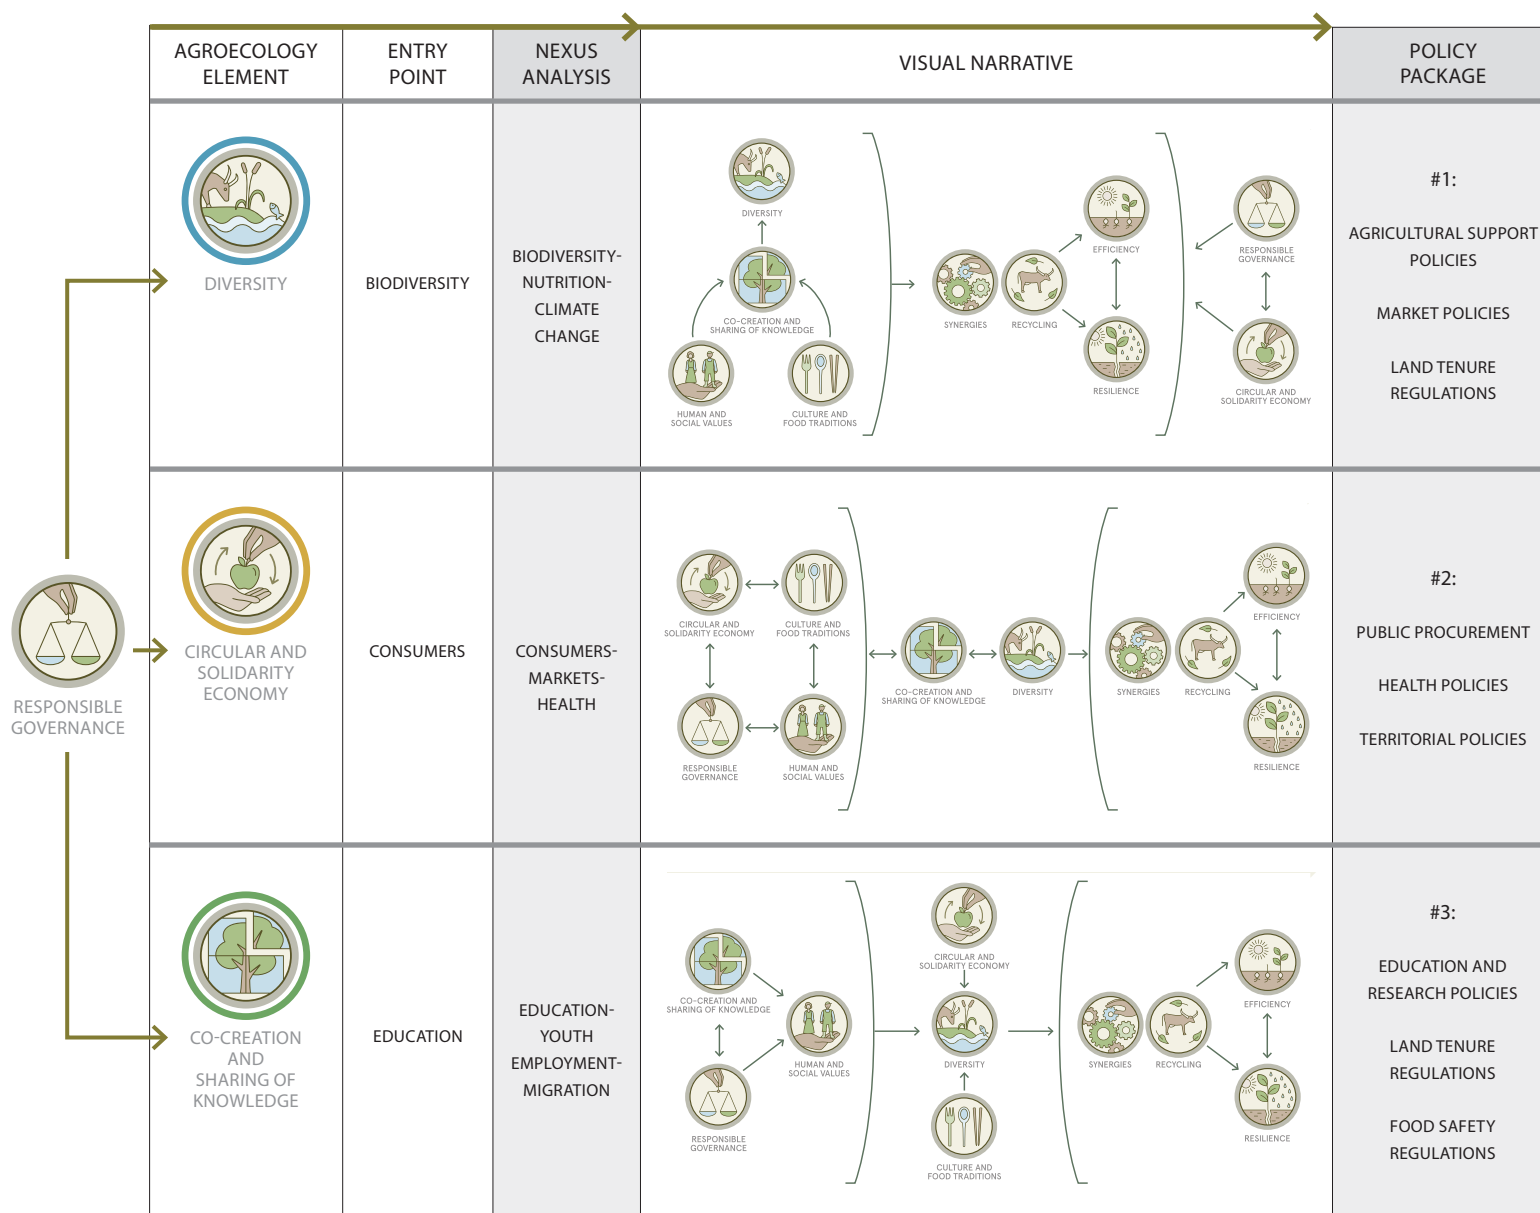 AGROECOLOGY
ELEMENT
ENTRY
POINT
NEXUS
ANALYSIS
VISUAL NARRATIVE
POLICY
PACKAGE
RESPONSIBLE
GOVERNANCE
DIVERSITY
BIODIVERSITY
BIODIVERSITY-
NUTRITION-
CLIMATE
CHANGE
DIVERSITY
CO-CREATION AND
SHARING OF KNOWLEDGE
HUMAN AND
SOCIAL VALUES
CULTURE AND
FOOD TRADITIONS
SYNERGIES
RECYCLING
EFFICIENCY
RESILIENCE
RESPONSIBLE
GOVERNANCE
CIRCULAR AND
SOLIDARITY ECONOMY
#1:
AGRICULTURAL SUPPORT
POLICIES
MARKET POLICIES
LAND TENURE
REGULATIONS
CIRCULAR AND
SOLIDARITY
ECONOMY
CONSUMERS
CONSUMERS-
MARKETS-
HEALTH
CIRCULAR AND
SOLIDARITY ECONOMY
CULTURE AND
FOOD TRADITIONS
RESPONSIBLE
GOVERNANCE
HUMAN AND
SOCIAL VALUES
CO-CREATION AND
SHARING OF KNOWLEDGE
DIVERSITY
SYNERGIES
RECYCLING
EFFICIENCY
RESILIENCE
#2:
PUBLIC PROCUREMENT
HEALTH POLICIES
TERRITORIAL POLICIES
CO-CREATION
AND
SHARING OF
KNOWLEDGE
EDUCATION
EDUCATION-
YOUTH
EMPLOYMENT-
MIGRATION
CO-CREATION AND
SHARING OF KNOWLEDGE
RESPONSIBLE
GOVERNANCE
HUMAN AND
SOCIAL VALUES
CIRCULAR AND
SOLIDARITY ECONOMY
DIVERSITY
CULTURE AND
FOOD TRADITIONS
SYNERGIES
RECYCLING
EFFICIENCY
RESILIENCE
#3:
EDUCATION AND
RESEARCH POLICIES
LAND TENURE
REGULATIONS
FOOD SAFETY
REGULATIONS